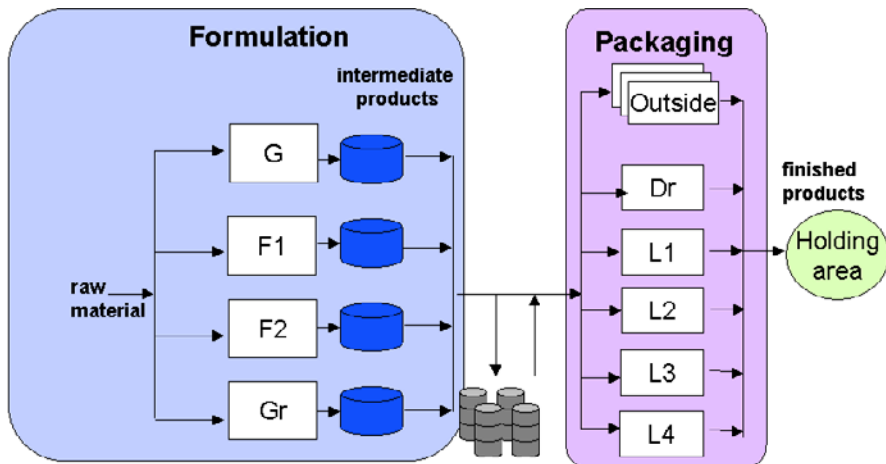 Formulation
intermediate
products
G
F1
raw
material
F2
Gr
Packaging
Outside
Dr
L1
L2
L3
L4
finished
products
Holding
area